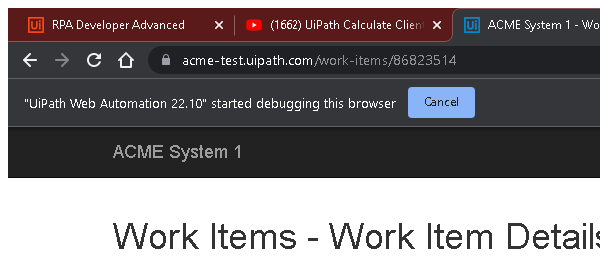 RPA Developer Advanced
(1662) UiPath Calculate Client
ACME System 1 - Wo
acme-test.uipath.com/work-items/86823514
"UiPath Web Automation 22.10" started debugging this browser Cancel
ACME System 1
Work Items - Work Item Details